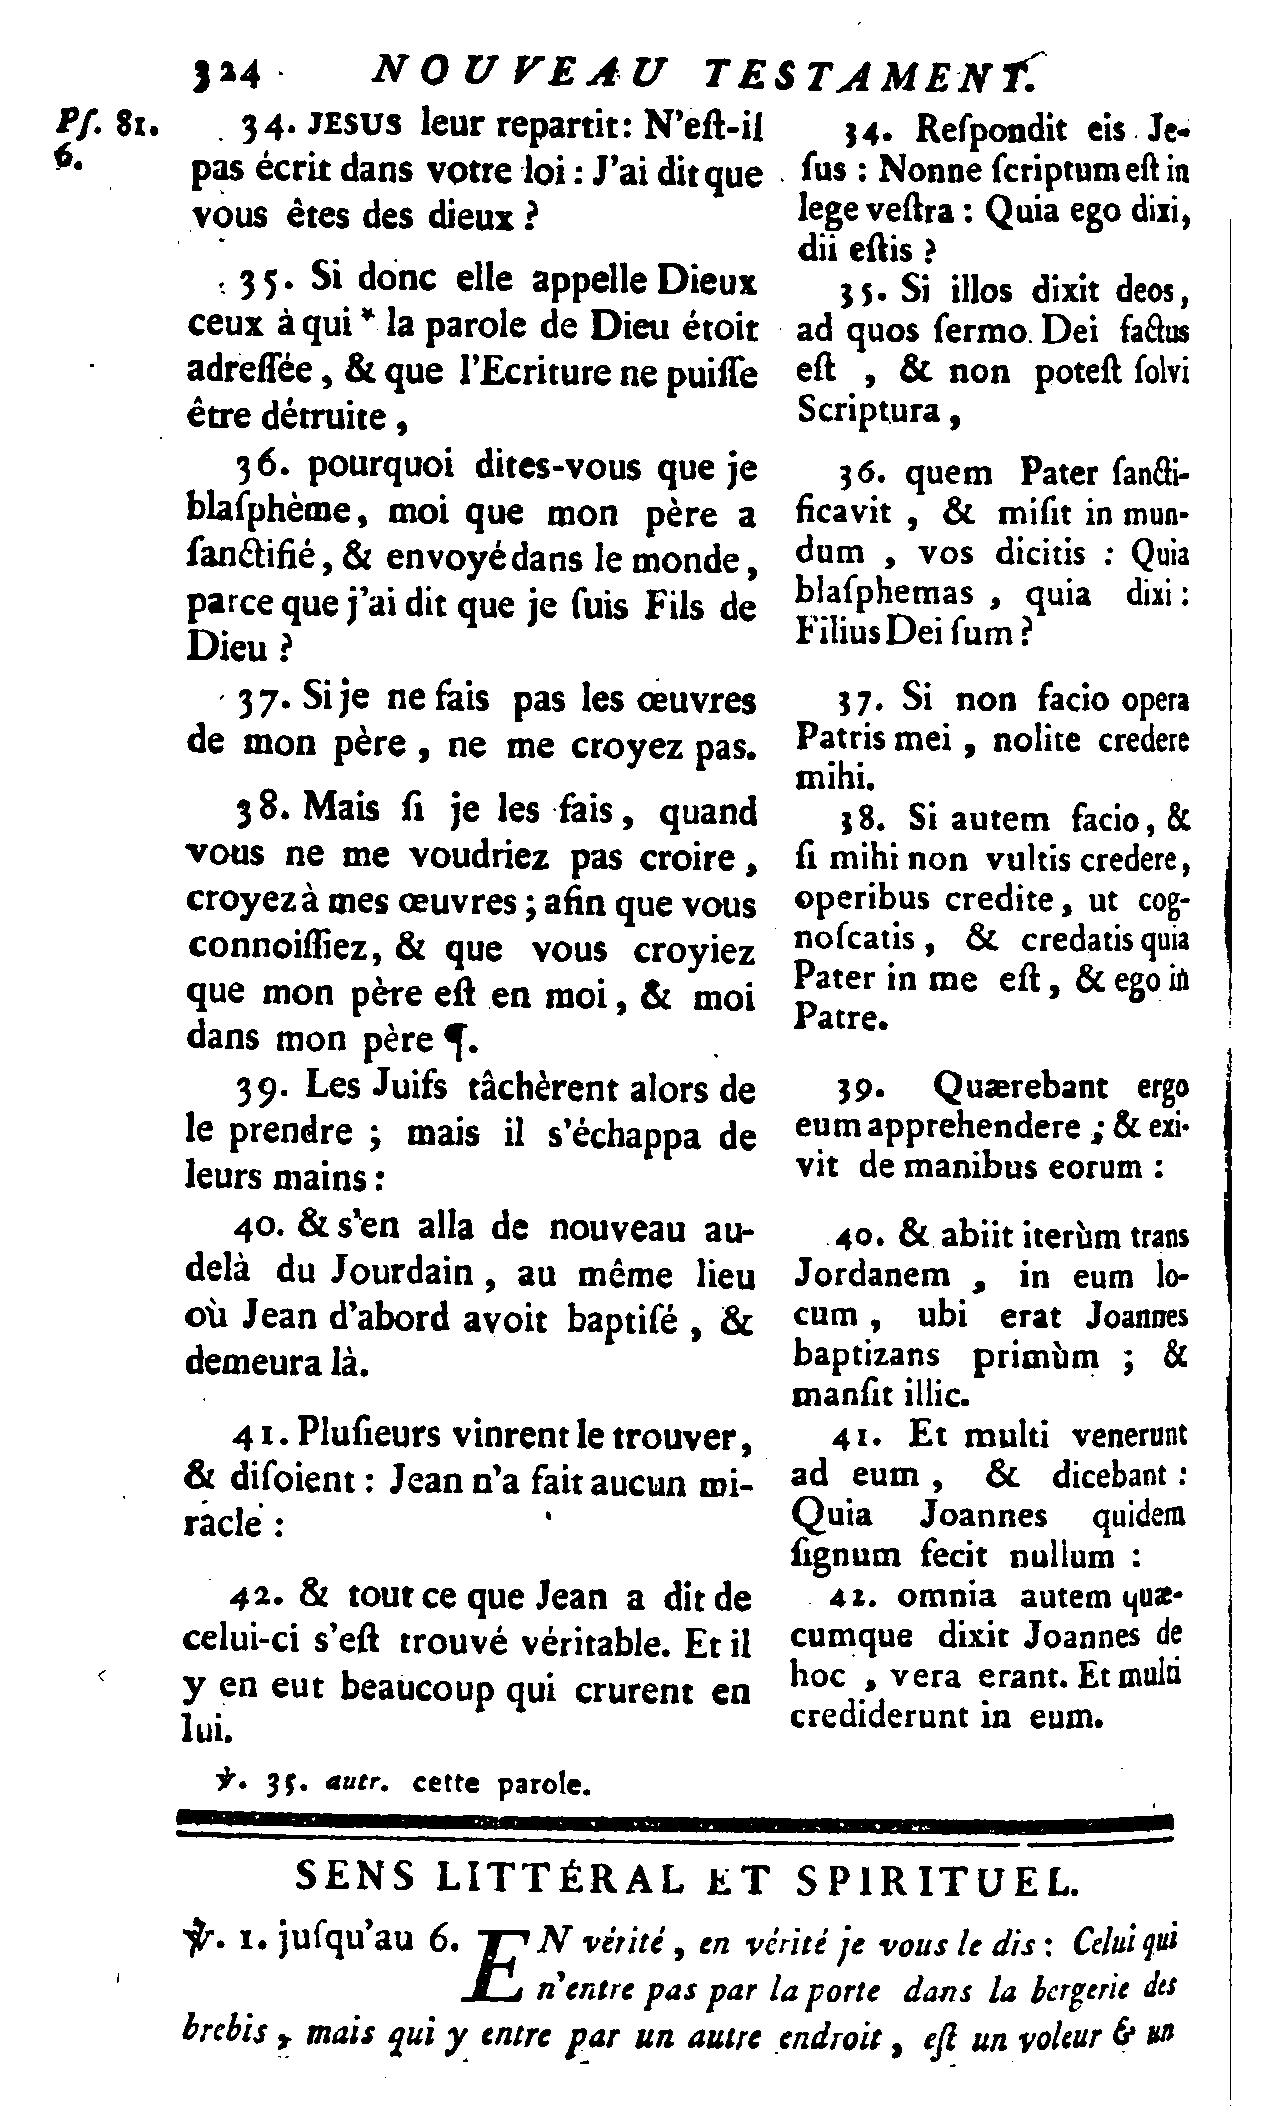 324 NOUVEAU TESTAMENT.
Pſ. 81.
6.
34. JESUS leur repartit: N'eſt-il
pas écrit dans votre loi : J'ai dit que
vous êtes des dieux ?
35. Si donc elle appelle Dieux
ceux à qui * la parole de Dieu étoit
adreſſée, & que l'Ecriture ne puiſſe
être détruite,
36. pourquoi dites-vous que je
blaſphème, moi que mon père a
ſanctifié, & envoyé dans le monde,
parce que j'ai dit que je ſuis Fils de
Dieu ?
37. Si je ne fais pas les œuvres
de mon père, ne me croyez pas.
38. Mais ſi je les fais, quand
vous ne me voudriez pas croire,
croyez à mes œuvres ; afin que vous
connoiſſiez, & que vous croyiez
que mon père eſt en moi, & moi
dans mon père ¶.
39. Les Juifs tâchèrent alors de
le prendre ; mais il s'échappa de
leurs mains :
40. & s'en alla de nouveau au-
delà du Jourdain, au même lieu
où Jean d'abord avoit baptiſé, &
demeura là.
41. Pluſieurs vinrent le trouver,
& diſoient : Jean n'a fait aucun mi-
racle :
42. & tout ce que Jean a dit de
celui-ci s'eſt trouvé véritable. Et il
y en eut beaucoup qui crurent en
lui.
34. Reſpondit eis Je-
ſus : Nonne ſcriptum eſt in
lege veſtra : Quia ego dixi,
dii eſtis ?
35. Si illos dixit deos,
ad quos ſermo Dei factus
eſt, & non poteſt ſolvi
Scriptura,
36. quem Pater ſancti-
ficavit, & miſit in mun-
dum, vos dicitis : Quia
blaſphemas, quia dixi :
Filius Dei ſum ?
37. Si non facio opera
Patris mei, nolite credere
mihi.
38. Si autem facio, &
ſi mihi non vultis credere,
operibus credite, ut cog-
noſcatis, & credatis quia
Pater in me eſt, & ego in
Patre.
39. Quærebant ergo
eum apprehendere ; & exi-
vit de manibus eorum :
40. & abiit iterùm trans
Jordanem, in eum lo-
cum, ubi erat Joannes
baptizans primùm ; &
manſit illic.
41. Et multi venerunt
ad eum, & dicebant :
Quia Joannes quidem
ſignum fecit nullum :
42. omnia autem quæ-
cumque dixit Joannes de
hoc, vera erant. Et multi
crediderunt in eum.
℣. 35. autr. cette parole.
SENS LITTÉRAL ET SPIRITUEL.
℣. 1. juſqu'au 6. EN vérité, en vérité je vous le dis : Celui qui
n'entre pas par la porte dans la bergerie des
brebis, mais qui y entre par un autre endroit, eſt un voleur & un